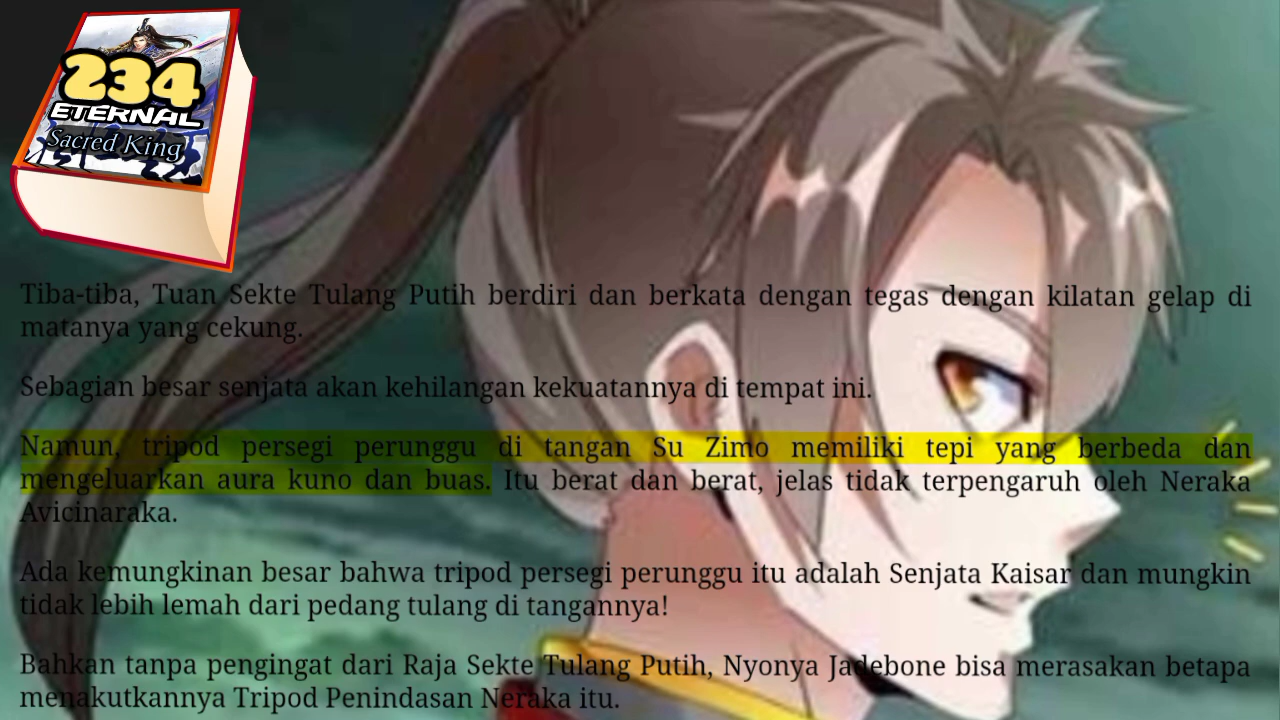 234
ETERNAL
Sacred King
Tiba-tiba, Tuan Sekte Tulang Putih berdiri dan berkata dengan tegas dengan kilatan gelap di
matanya yang cekung.
Sebagian besar senjata akan kehilangan kekuatannya di tempat ini.
Namun, tripod persegi perunggu di tangan Su Zimo memiliki tepi yang berbeda dan
mengeluarkan aura kuno dan buas. Itu berat dan berat, jelas tidak terpengaruh oleh Neraka
Avicinaraka.
Ada kemungkinan besar bahwa tripod persegi perunggu itu adalah Senjata Kaisar dan mungkin
tidak lebih lemah dari pedang tulang di tangannya!
Bahkan tanpa pengingat dari Raja Sekte Tulang Putih, Nyonya Jadebone bisa merasakan betapa
menakutkannya Tripod Penindasan Neraka itu.